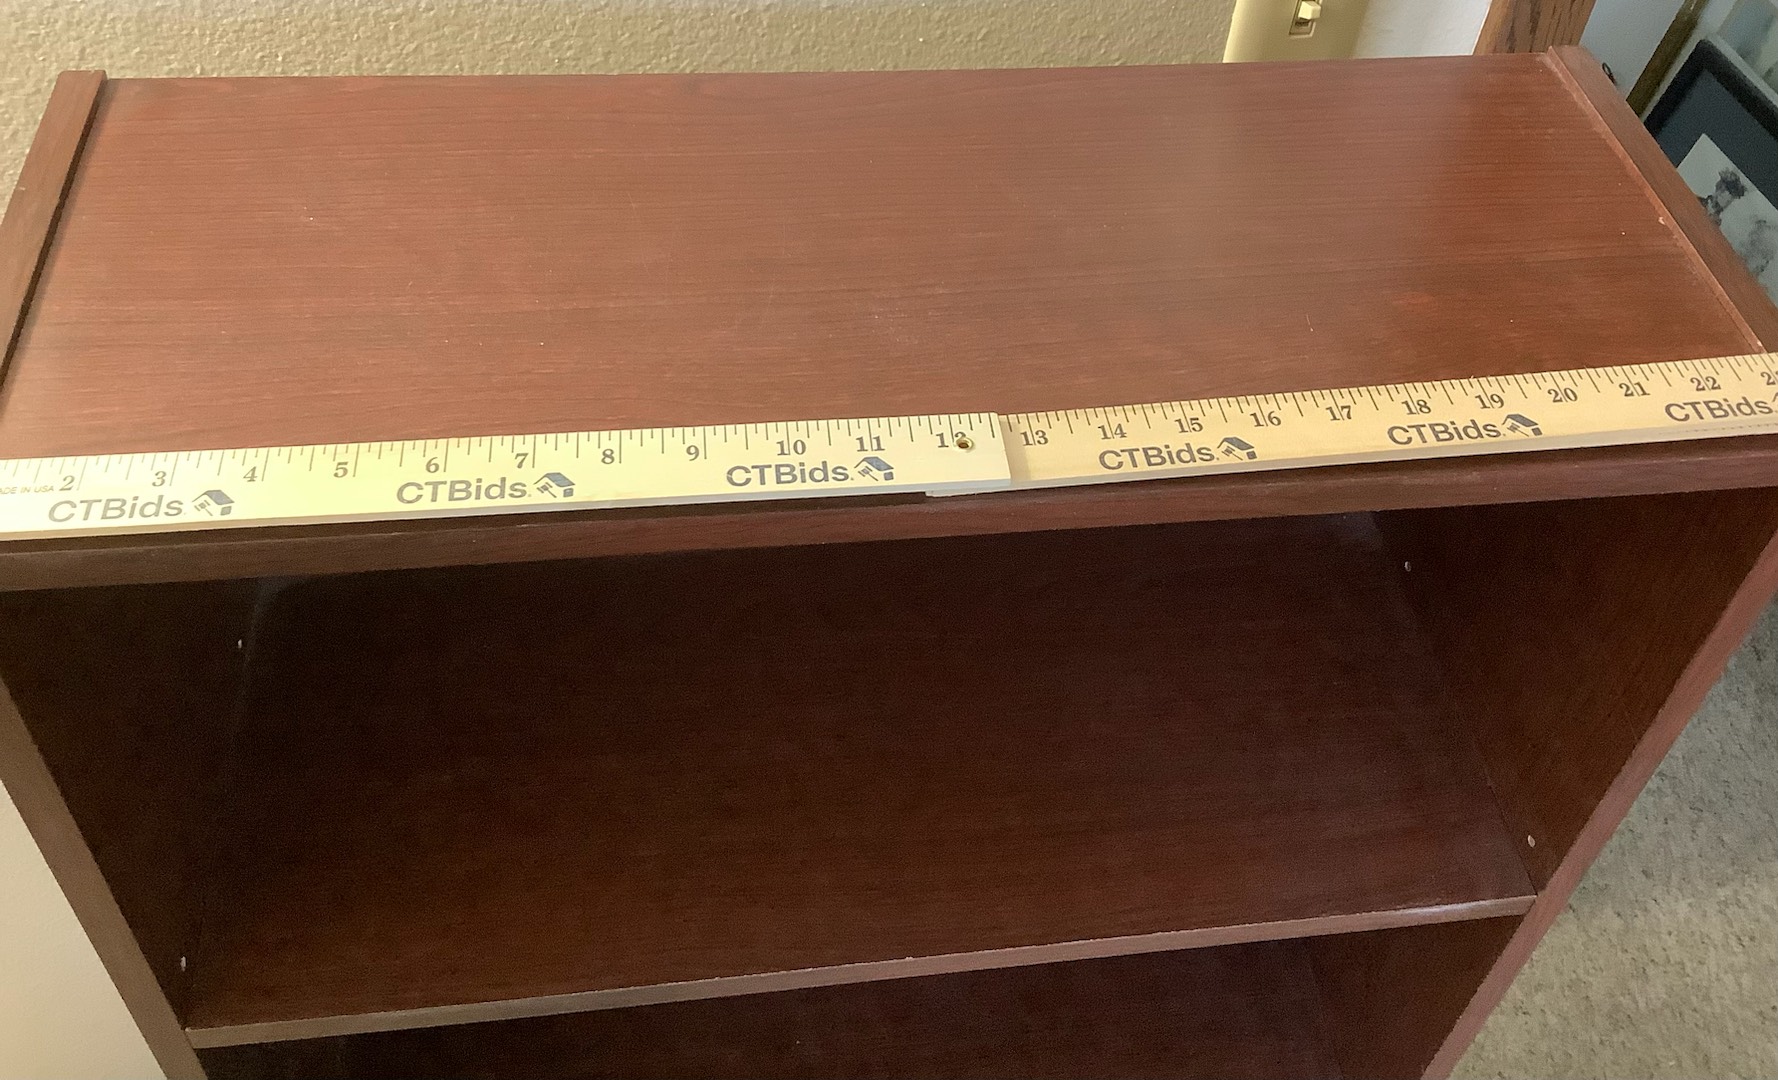 2 3 4 5 6 7 8 9 10 11 12 13 14 15 16 17 18 19 20 21 22
MADE IN USA
CTBids. CTBids. CTBids. CTBids. CTBids. CTBids.